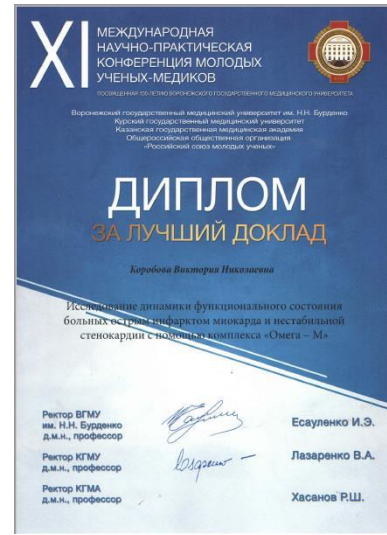 XI МЕЖДУНАРОДНАЯ
НАУЧНО-ПРАКТИЧЕСКАЯ
КОНФЕРЕНЦИЯ МОЛОДЫХ
УЧЕНЫХ-МЕДИКОВ
ПОСВЯЩЕННАЯ 100-ЛЕТИЮ ВОРОНЕЖСКОГО ГОСУДАРСТВЕННОГО МЕДИЦИНСКОГО УНИВЕРСИТЕТА
Воронежский государственный медицинский университет им. Н.Н. Бурденко
Курский государственный медицинский университет
Казанская государственная медицинская академия
Общероссийская общественная организация
«Российский союз молодых ученых»
ДИПЛОМ
ЗА ЛУЧШИЙ ДОКЛАД
Коробова Виктория Николаевна
Исследование динамики функционального состояния
больных острым инфарктом миокарда и нестабильной
стенокардии с помощью комплекса «Омега – М»
Ректор ВГМУ
им. Н.Н. Бурденко
д.м.н., профессор
Есауленко И.Э.
Ректор КГМУ
д.м.н., профессор
Лазаренко В.А.
Ректор КГМА
д.м.н., профессор
Хасанов Р.Ш.